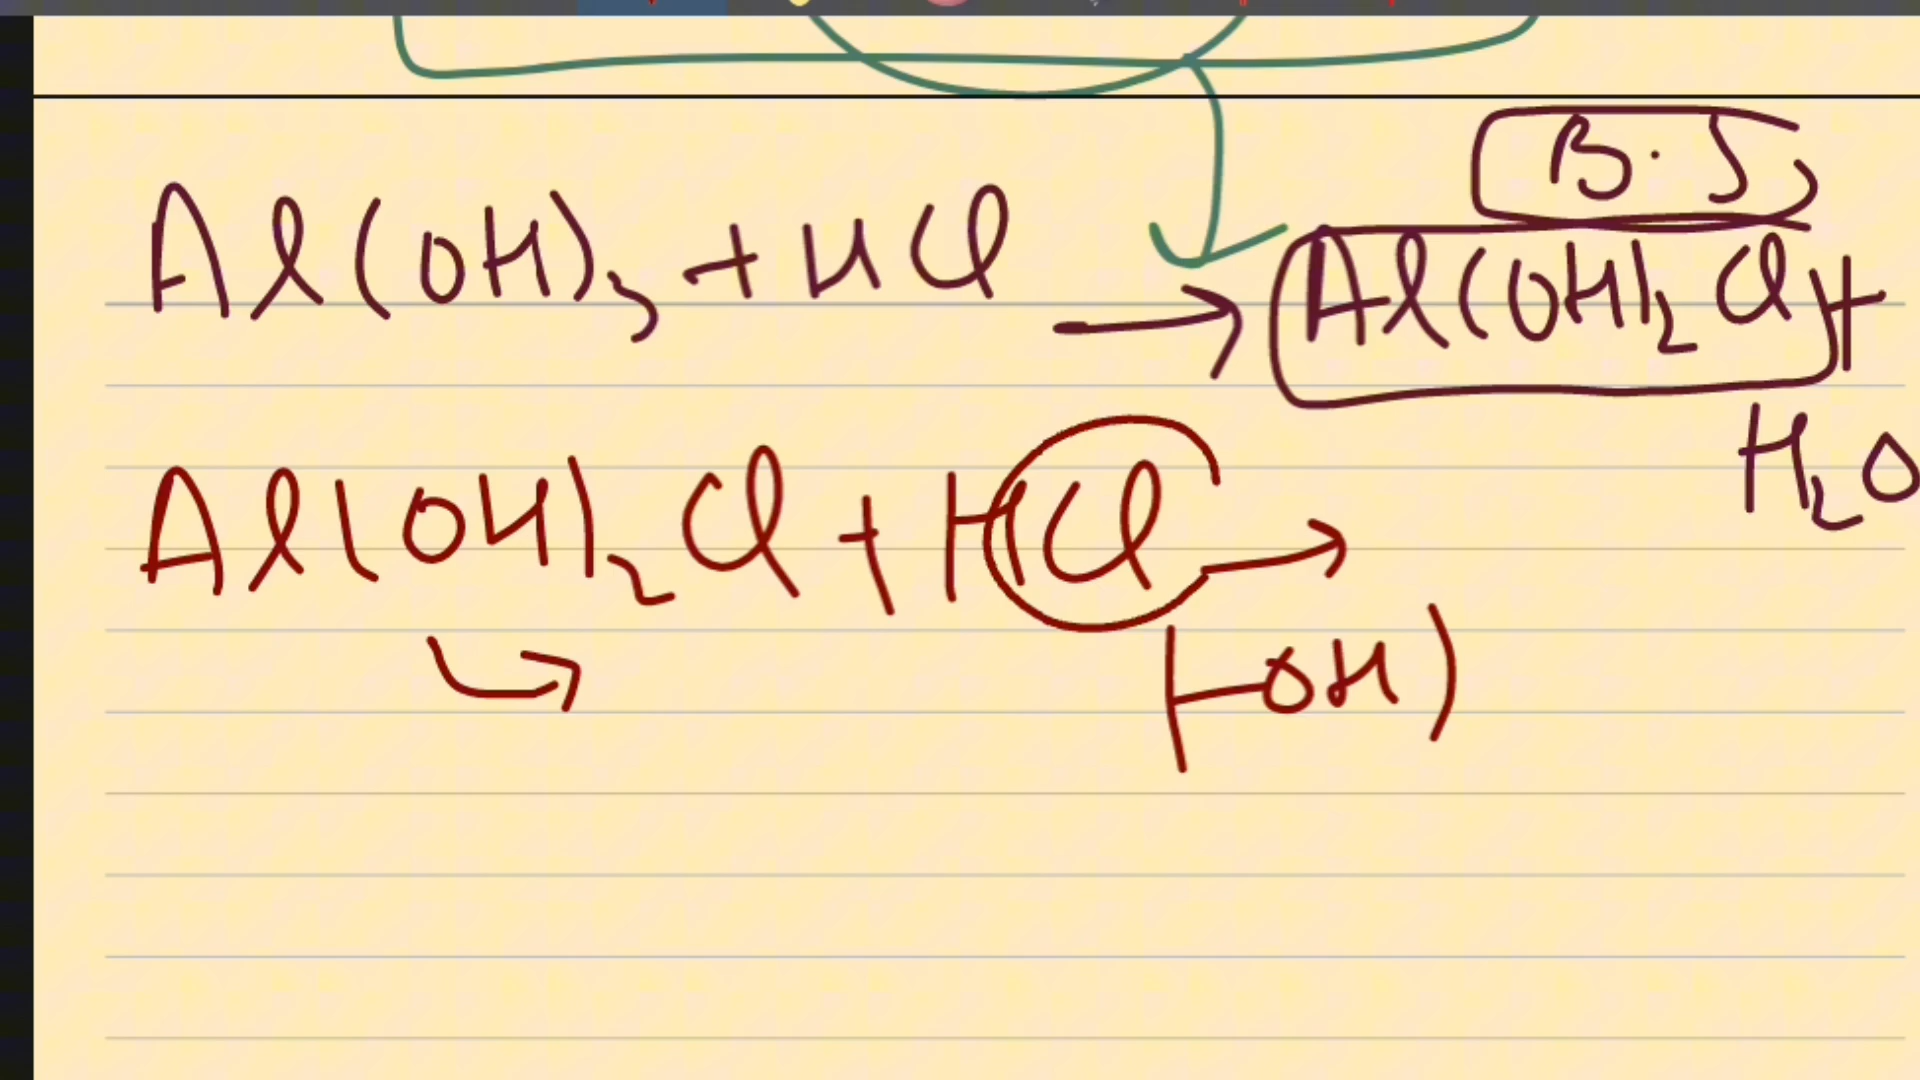 B.S
Al(OH)3 + HCl → Al(OH)2Cl +
H2O
Al(OH)2Cl + HCl →
(-OH)